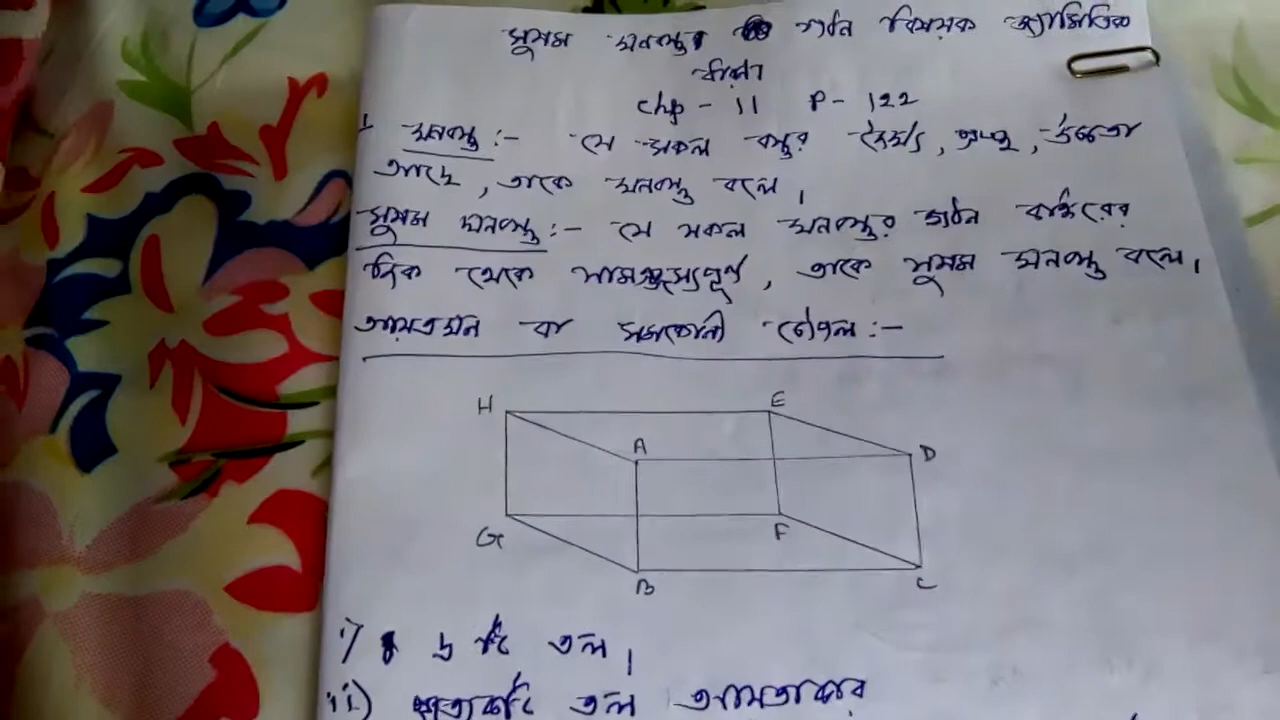 সুষম ঘনবস্তুর গঠন বিষয়ক জ্যামিতিক
ধারণা
chp - 11 P- 122
ঘনবস্তু :- যে সকল বস্তুর দৈর্ঘ্য, প্রস্থ, উচ্চতা
আছে, তাকে ঘনবস্তু বলে।
সুষম ঘনবস্তু :- যে সকল ঘনবস্তুর গঠন বাহিরের
দিক থেকে সামঞ্জস্যপূর্ণ, তাকে সুষম ঘনবস্তু বলে।
আয়তঘন বা সমকোণী চৌপল :-
H E
A D
G F
B C
i) ৬ টি তল।
ii) প্রত্যেকটি তল আয়তাকার